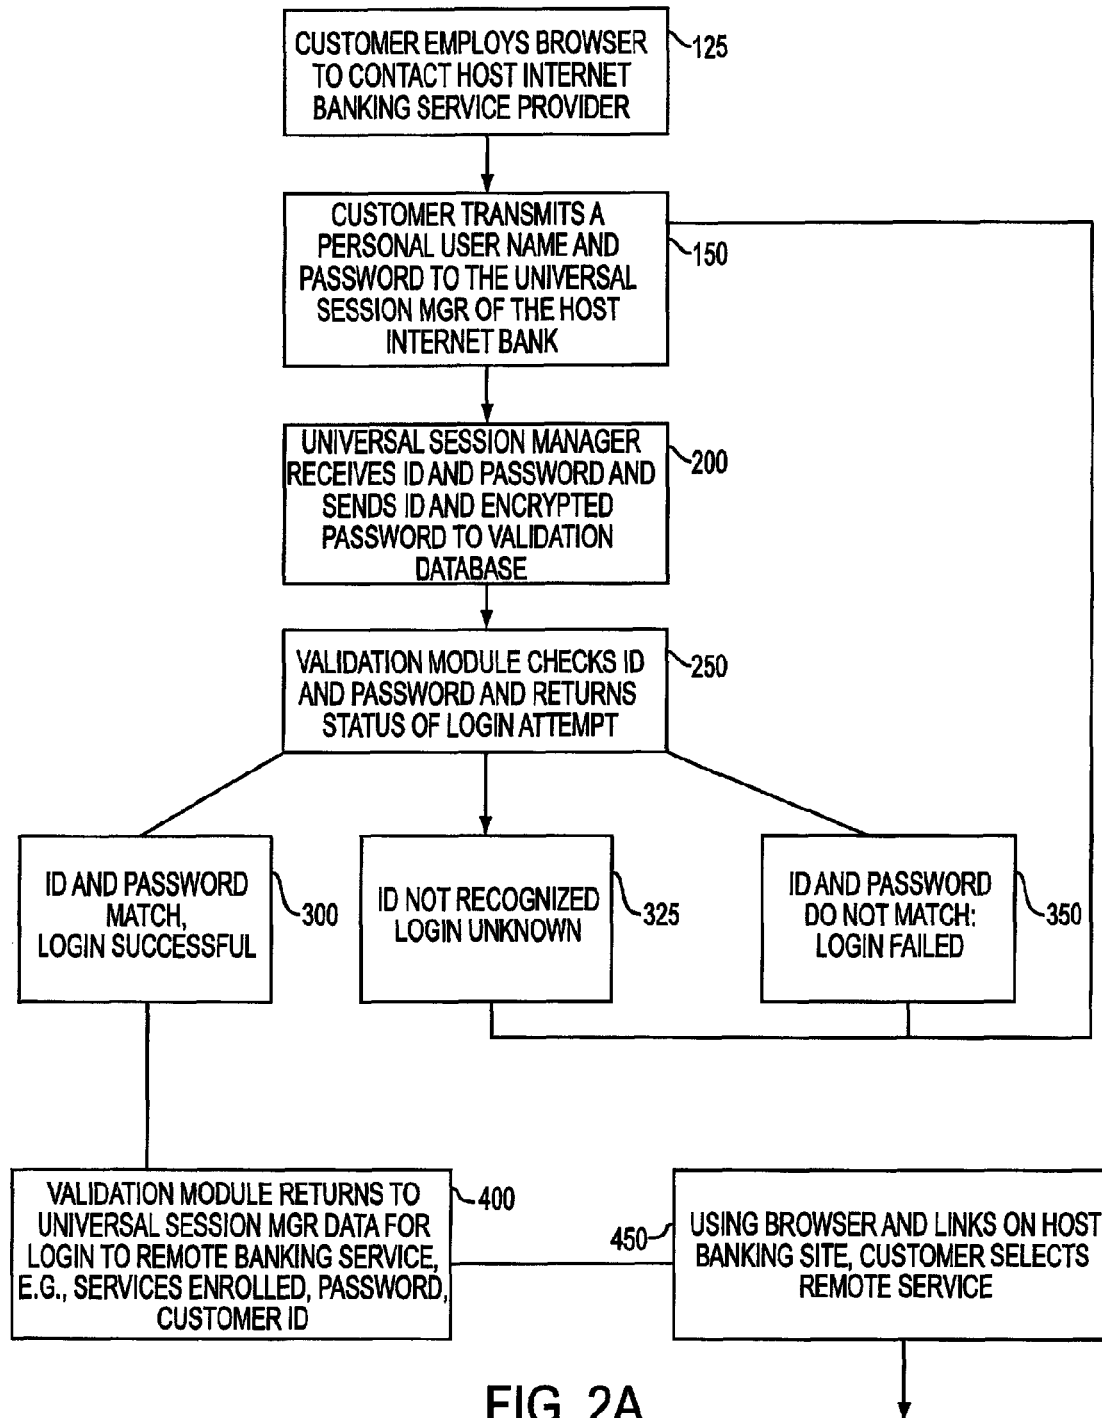 CUSTOMER EMPLOYS BROWSER
TO CONTACT HOST INTERNET
BANKING SERVICE PROVIDER
125
CUSTOMER TRANSMITS A
PERSONAL USER NAME AND
PASSWORD TO THE UNIVERSAL
SESSION MGR OF THE HOST
INTERNET BANK
150
UNIVERSAL SESSION MANAGER
RECEIVES ID AND PASSWORD AND
SENDS ID AND ENCRYPTED
PASSWORD TO VALIDATION
DATABASE
200
VALIDATION MODULE CHECKS ID
AND PASSWORD AND RETURNS
STATUS OF LOGIN ATTEMPT
250
ID AND PASSWORD
MATCH,
LOGIN SUCCESSFUL
300
ID NOT RECOGNIZED
LOGIN UNKNOWN
325
ID AND PASSWORD
DO NOT MATCH:
LOGIN FAILED
350
VALIDATION MODULE RETURNS TO
UNIVERSAL SESSION MGR DATA FOR
LOGIN TO REMOTE BANKING SERVICE,
E.G., SERVICES ENROLLED, PASSWORD,
CUSTOMER ID
400
USING BROWSER AND LINKS ON HOST
BANKING SITE, CUSTOMER SELECTS
REMOTE SERVICE
450
FIG. 2A